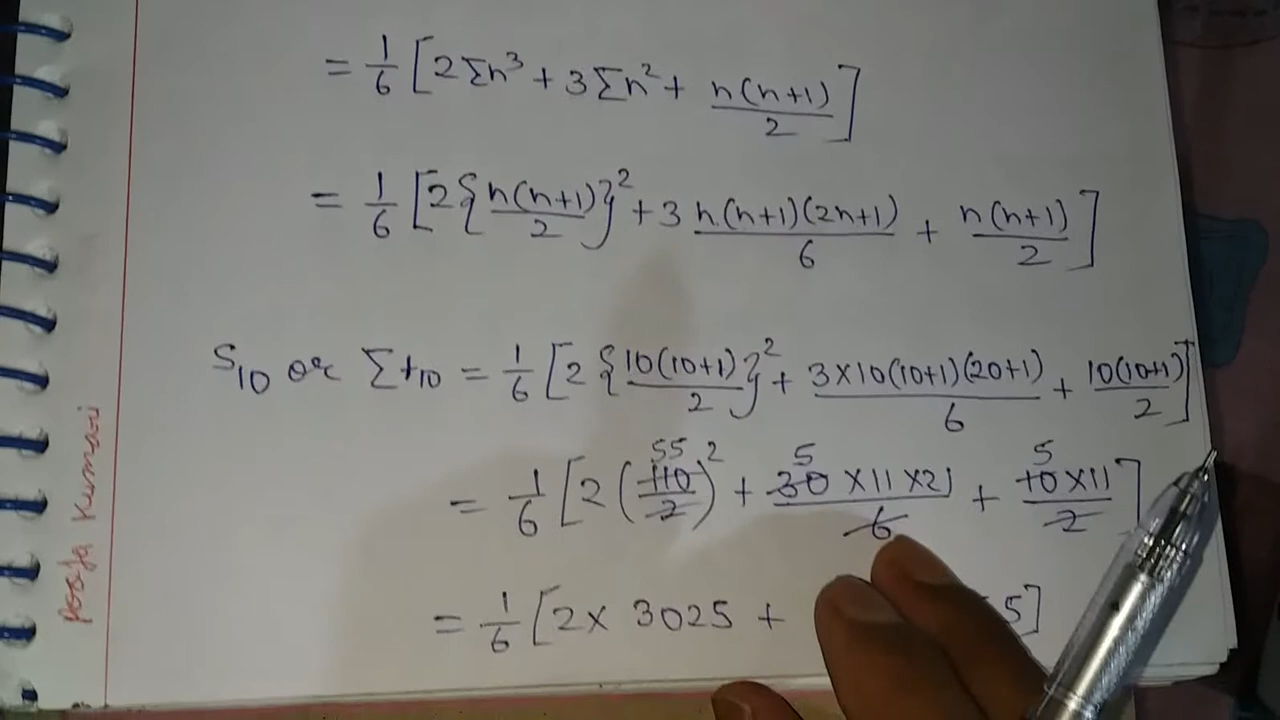 = 1/6 [2Σn³ + 3Σn² + n(n+1)/2]
= 1/6 [2{n(n+1)/2}² + 3 n(n+1)(2n+1)/6 + n(n+1)/2]
S₁₀ or Σt₁₀ = 1/6 [2{10(10+1)/2}² + 3×10(10+1)(20+1)/6 + 10(10+1)/2]
= 1/6 [2(110/2)² 55 + 30×11×21/6 5 + 10×11/2 5]
= 1/6 [2× 3025 + 5]
Pooja Kumari